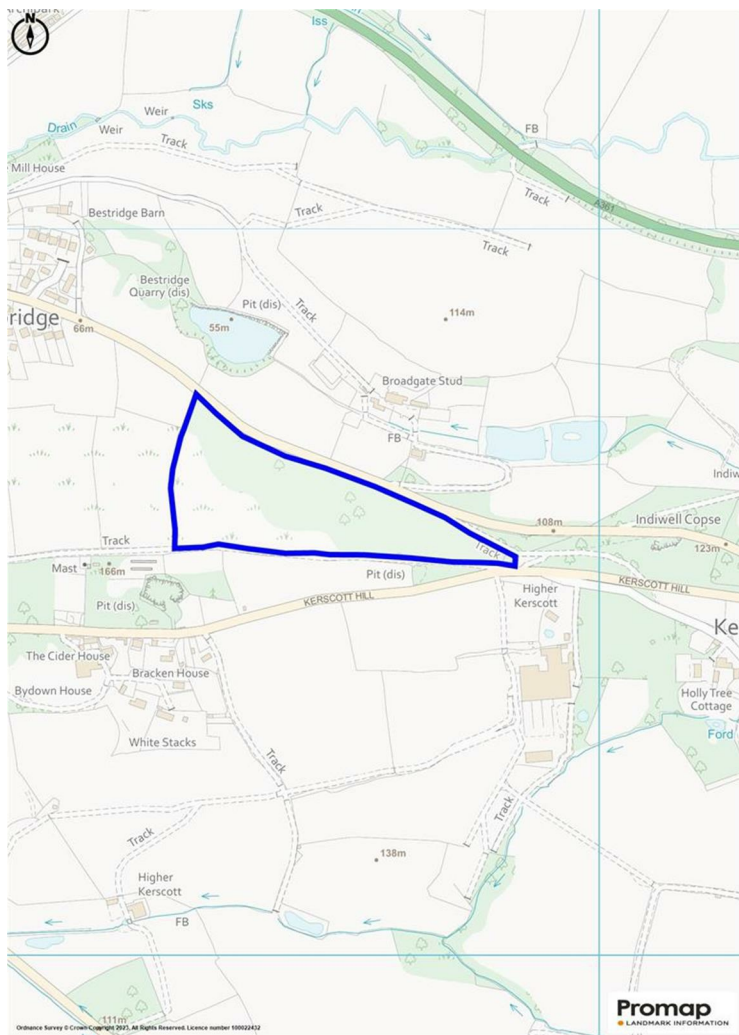 N
Iss
Sks
Weir
Drain
Weir
Track
FB
Mill House
Track
A361
Track
Track
Bestridge Barn
Bestridge
Quarry (dis)
Pit (dis)
Track
ridge
66m
55m
114m
Broadgate Stud
FB
Indiwell Copse
108m
123m
Track
Track
Mast
166m
Pit (dis)
Pit (dis)
KERSCOTT HILL
KERSCOTT HILL
Higher
Kerscott
Ke
The Cider House
Bracken House
Bydown House
Holly Tree
Cottage
White Stacks
Ford
Track
Track
Track
138m
Higher
Kerscott
FB
111m
Promap
LANDMARK INFORMATION
Ordnance Survey © Crown Copyright 2023. All Rights Reserved. Licence number 100022432